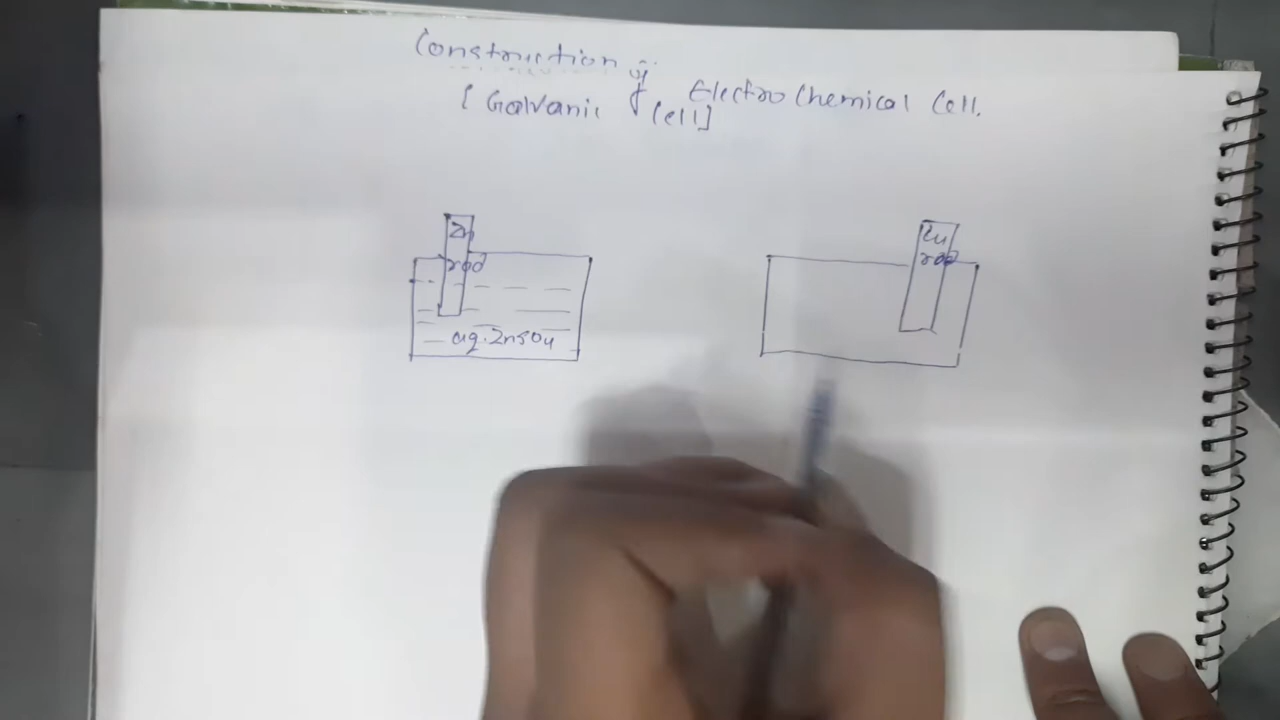 Construction of Electrochemical Cell.
[Galvanic Cell]
Zn
rod
Cu
rod
aq. ZnSO4